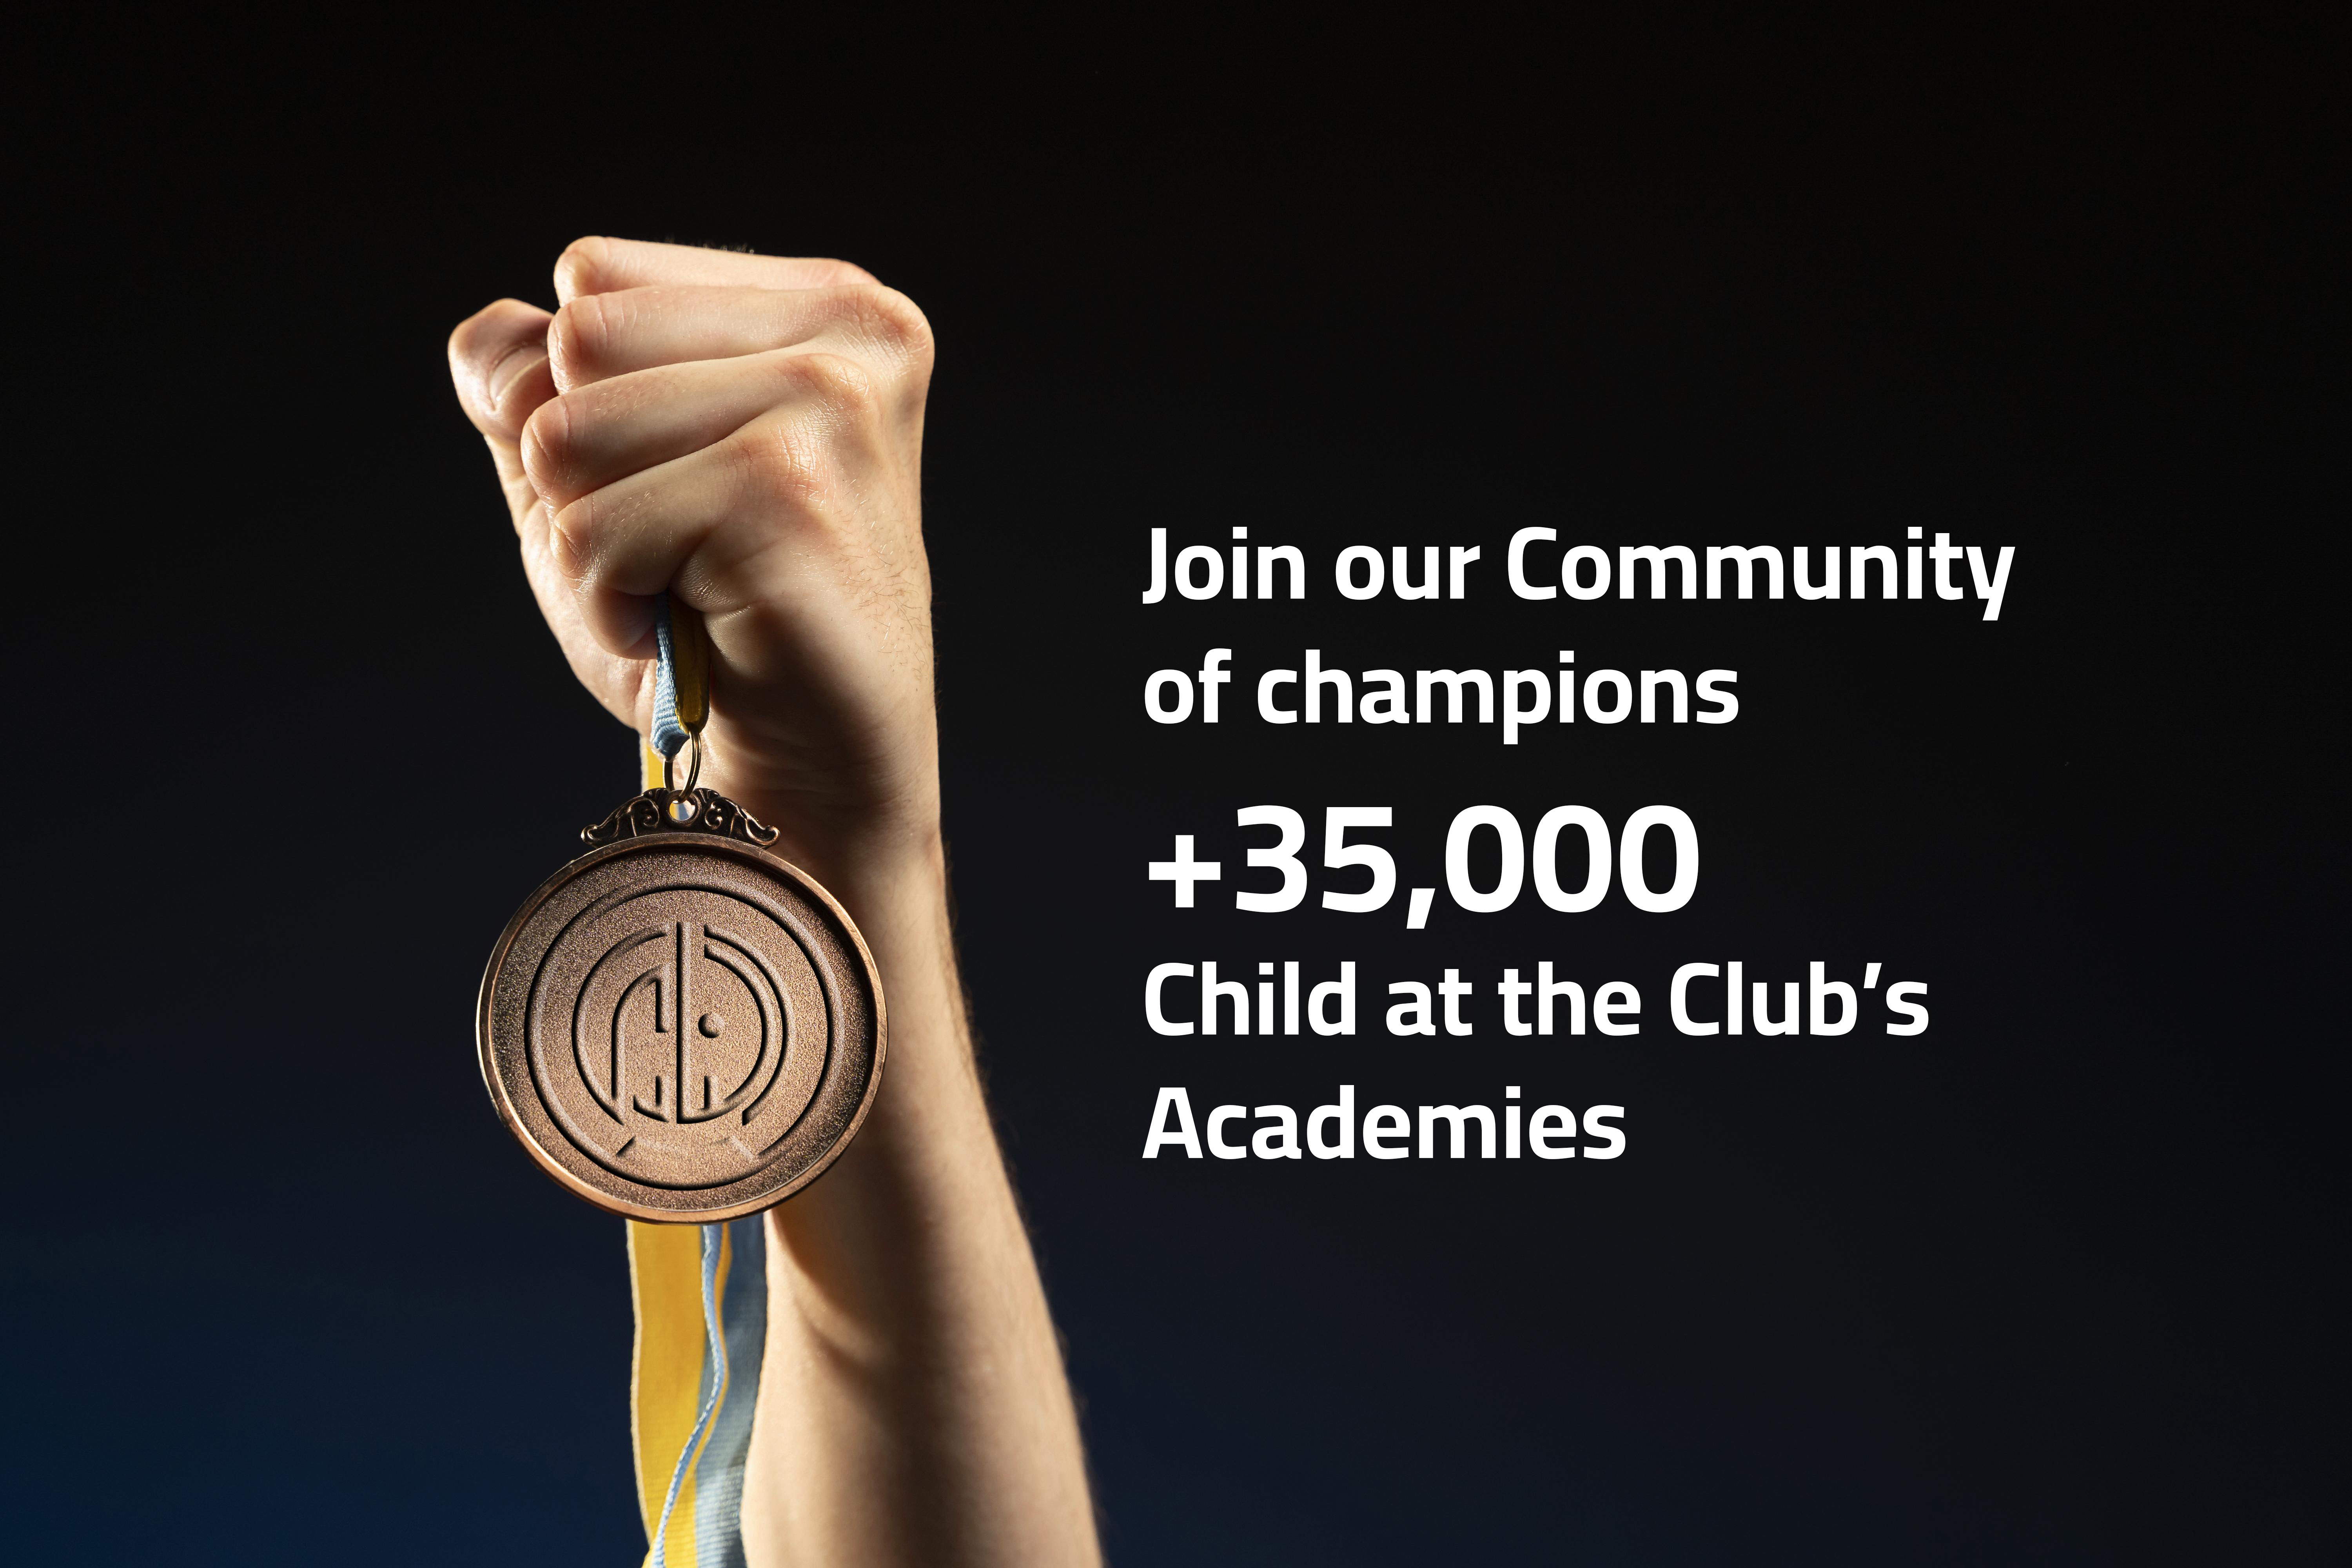 Join our Community
of champions
+35,000
Child at the Club’s
Academies